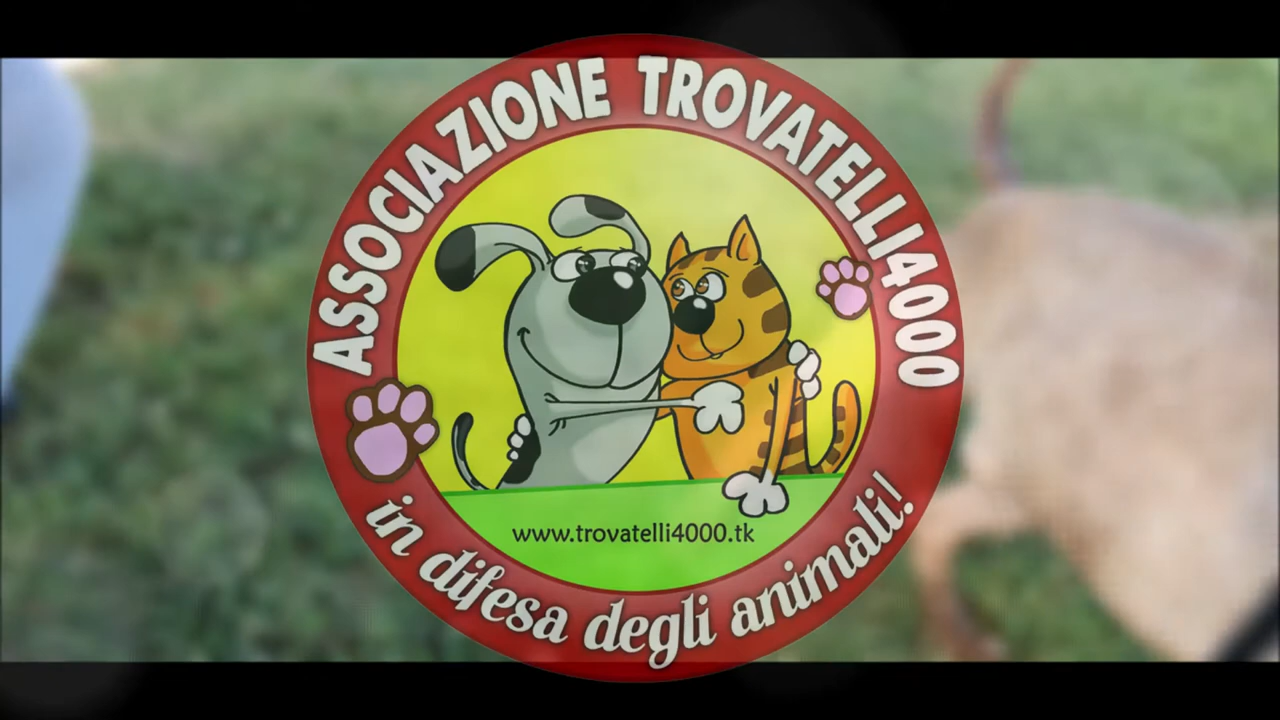 ASSOCIAZIONE TROVATELLI4000
www.trovatelli4000.tk
in difesa degli animali!